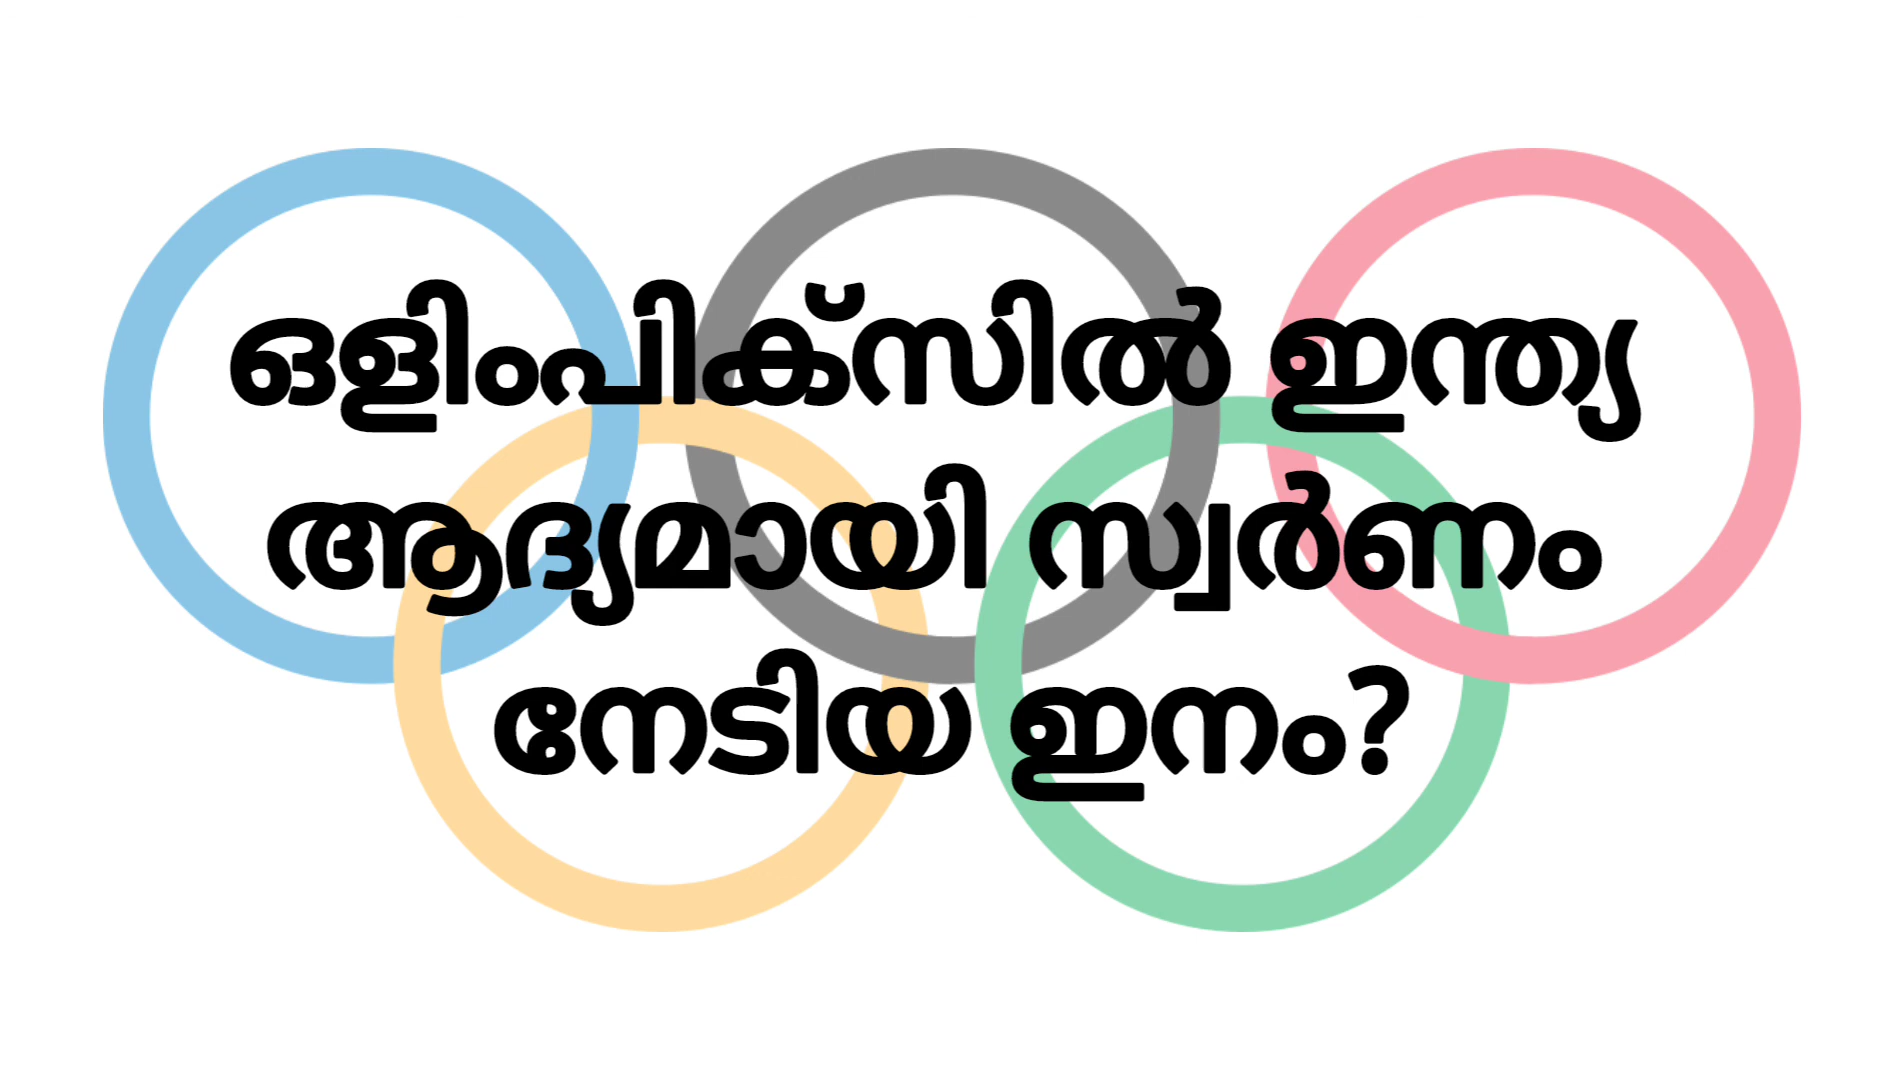 ഒളിംപിക്സിൽ ഇന്ത്യ
ആദ്യമായി സ്വർണം
നേടിയ ഇനം?